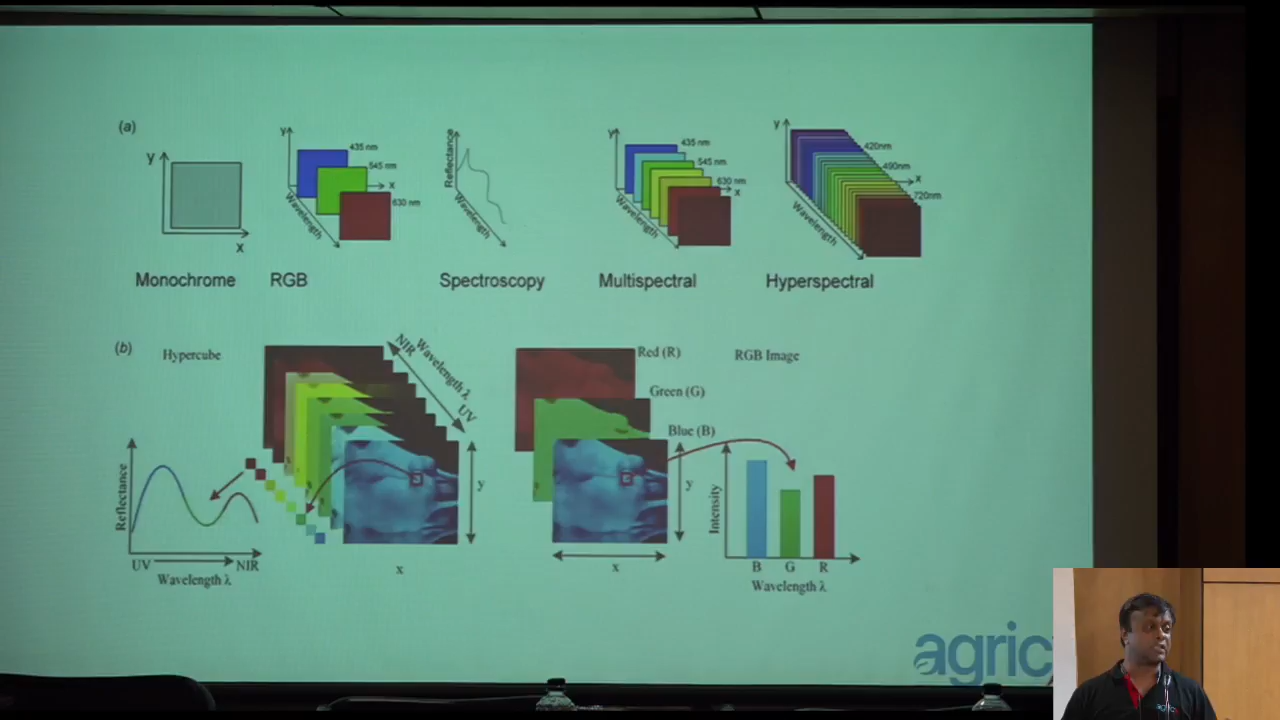 (a)
y
x
Monochrome
y
435 nm
545 nm
x
630 nm
Wavelength
RGB
Reflectance
Wavelength
Spectroscopy
y
435 nm
545 nm
630 nm
x
Wavelength
Multispectral
y
420nm
490nm
x
720nm
Wavelength
Hyperspectral
(b)
Hypercube
NIR
Wavelength λ
UV
y
x
Reflectance
UV
NIR
Wavelength λ
Red (R)
Green (G)
Blue (B)
y
x
RGB Image
Intensity
B G R
Wavelength λ
agric